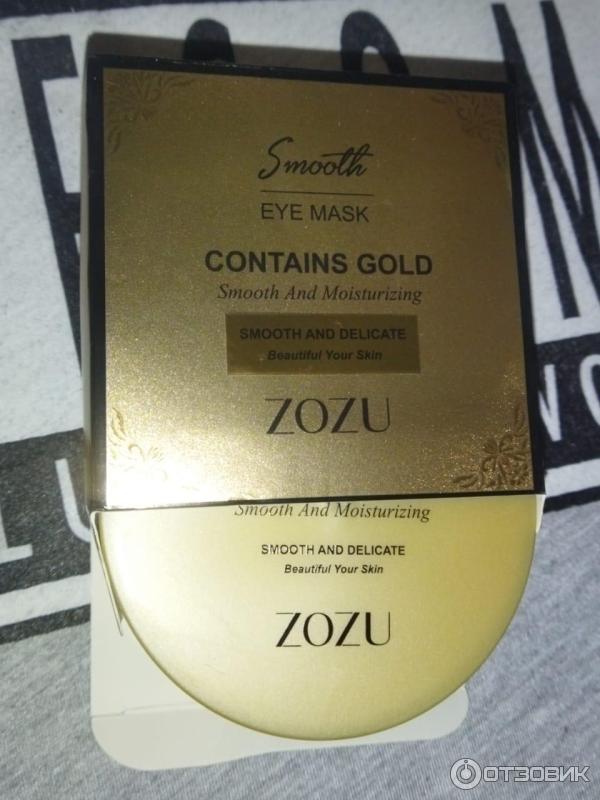 Smooth
EYE MASK
CONTAINS GOLD
Smooth And Moisturizing
SMOOTH AND DELICATE
Beautiful Your Skin
ZOZU
Smooth And Moisturizing
SMOOTH AND DELICATE
Beautiful Your Skin
ZOZU
ОТЗОВИК